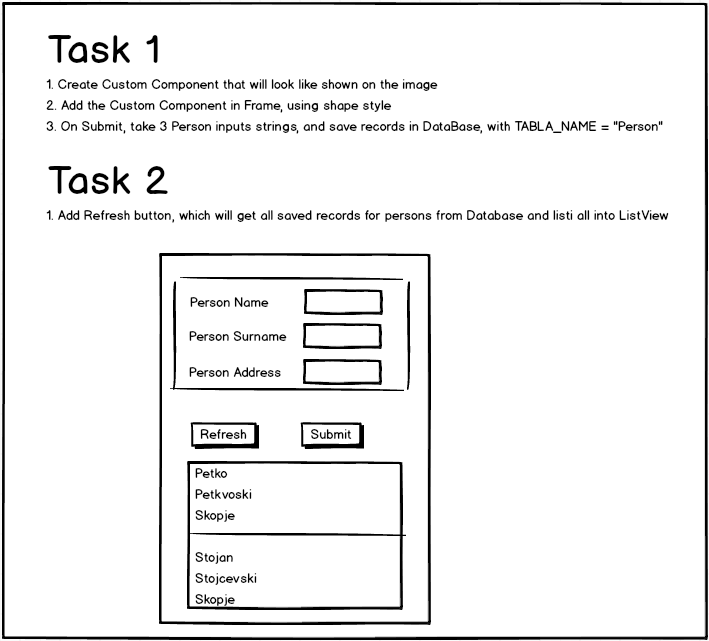 Task 1
1. Create Custom Component that will look like shown on the image
2. Add the Custom Component in Frame, using shape style
3. On Submit, take 3 Person inputs strings, and save records in DataBase, with TABLA_NAME = "Person"
Task 2
1. Add Refresh button, which will get all saved records for persons from Database and listi all into ListView
Person Name
Person Surname
Person Address
Refresh Submit
Petko
Petkvoski
Skopje
Stojan
Stojcevski
Skopje